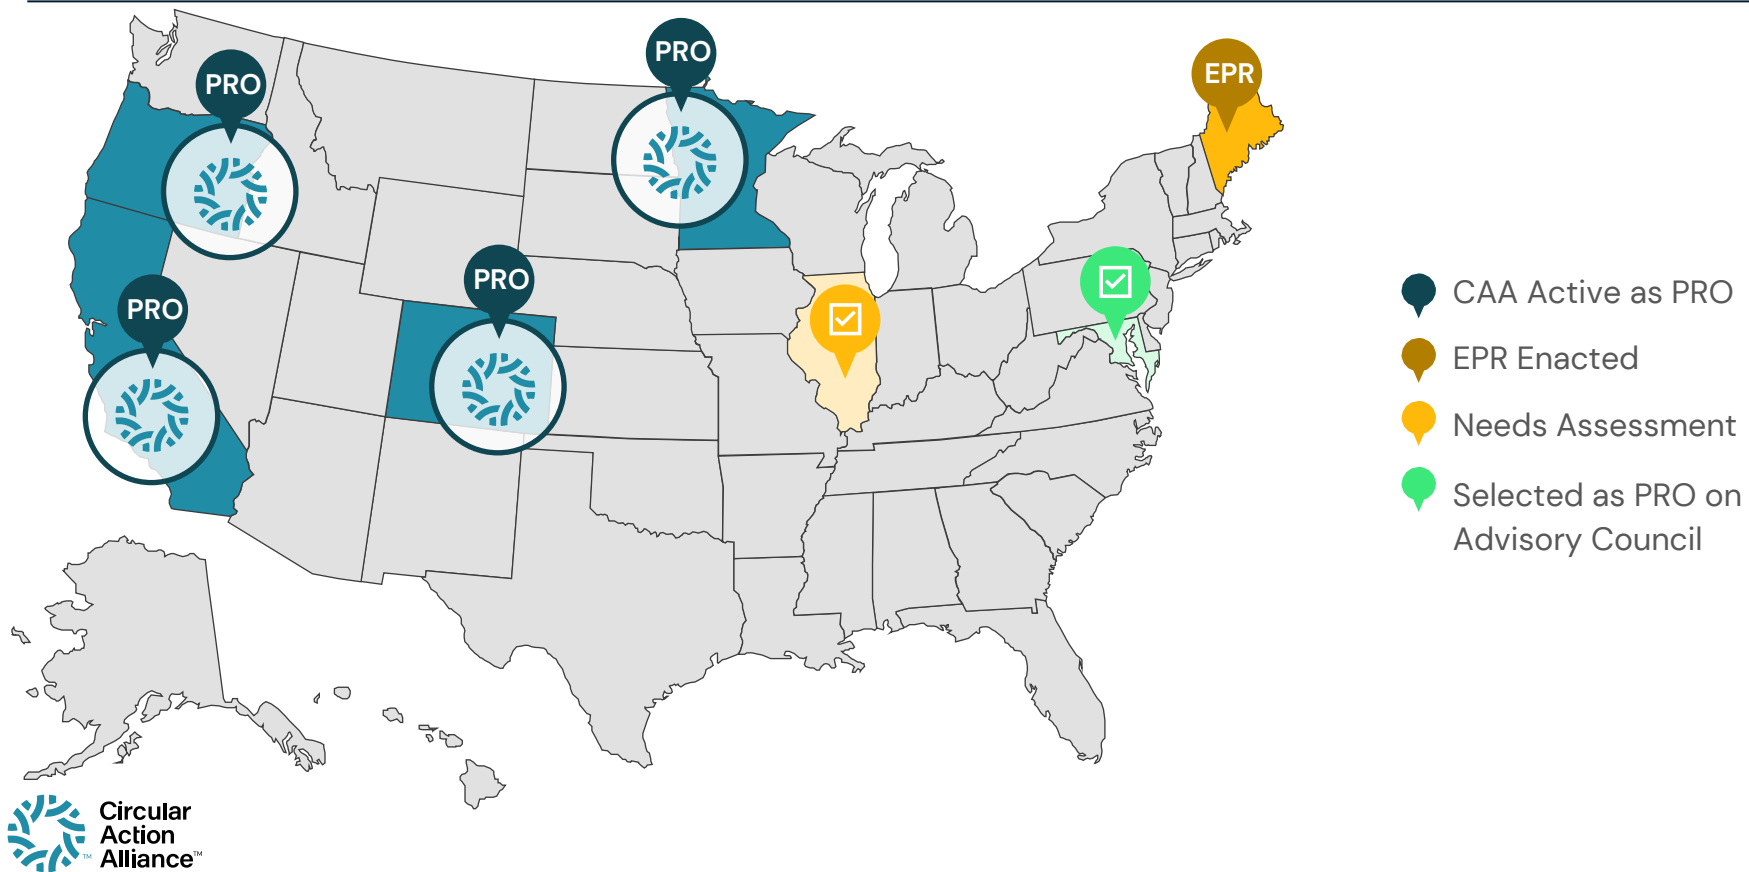 PRO
PRO
EPR
PRO
PRO
CAA Active as PRO
EPR Enacted
Needs Assessment
Selected as PRO on
Advisory Council
Circular
Action
Alliance™
™